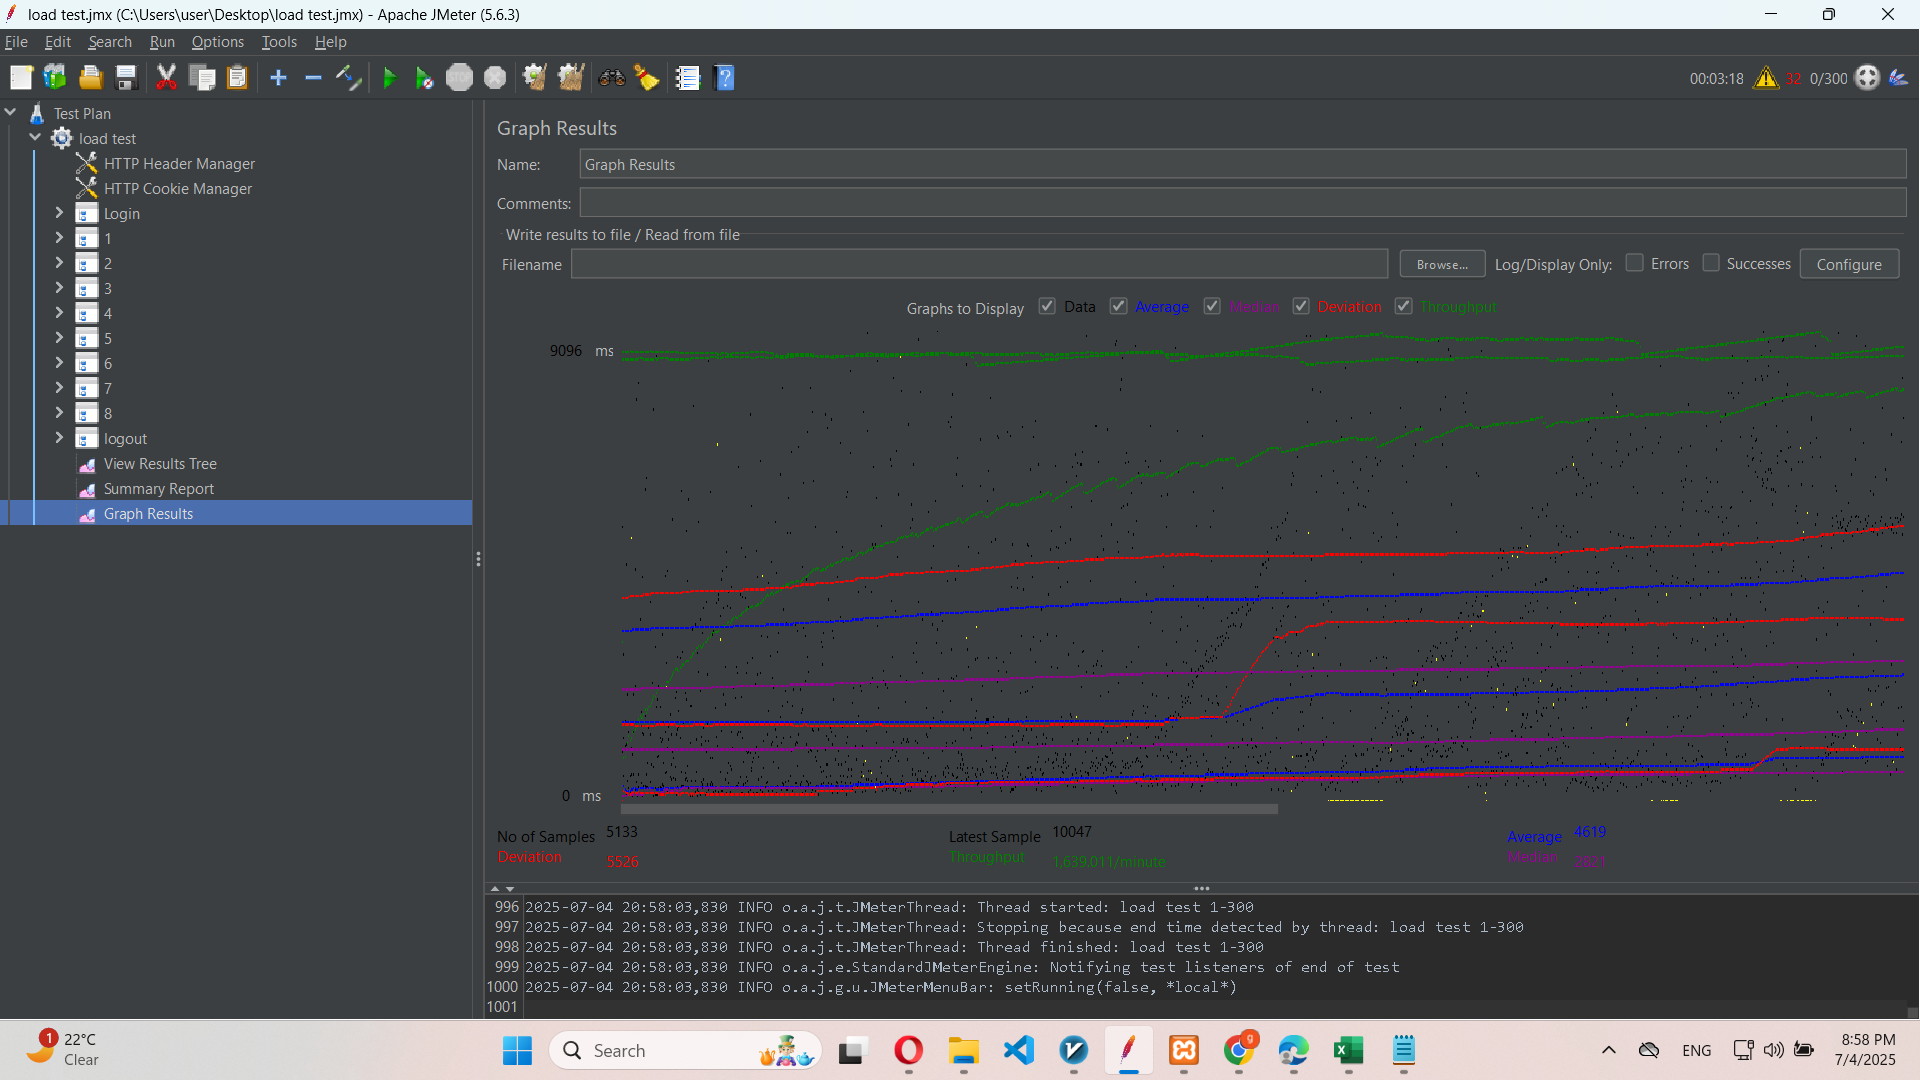 load test.jmx (C:\Users\user\Desktop\load test.jmx) - Apache JMeter (5.6.3)
File Edit Search Run Options Tools Help
STOP
00:03:18 32 0/300
Test Plan
load test
HTTP Header Manager
HTTP Cookie Manager
Login
1
2
3
4
5
6
7
8
logout
View Results Tree
Summary Report
Graph Results
Graph Results
Name: Graph Results
Comments:
Write results to file / Read from file
Filename Browse... Log/Display Only: Errors Successes Configure
Graphs to Display Data Average Median Deviation Throughput
9096 ms
0 ms
No of Samples 5133 Latest Sample 10047 Average 4619
Deviation 5526 Throughput 1,639.011/minute Median 2821
996 2025-07-04 20:58:03,830 INFO o.a.j.t.JMeterThread: Thread started: load test 1-300
997 2025-07-04 20:58:03,830 INFO o.a.j.t.JMeterThread: Stopping because end time detected by thread: load test 1-300
998 2025-07-04 20:58:03,830 INFO o.a.j.t.JMeterThread: Thread finished: load test 1-300
999 2025-07-04 20:58:03,830 INFO o.a.j.e.StandardJMeterEngine: Notifying test listeners of end of test
1000 2025-07-04 20:58:03,830 INFO o.a.j.g.u.JMeterMenuBar: setRunning(false, *local*)
1001
1 22°C
Clear
Search
g
ENG
8:58 PM
7/4/2025